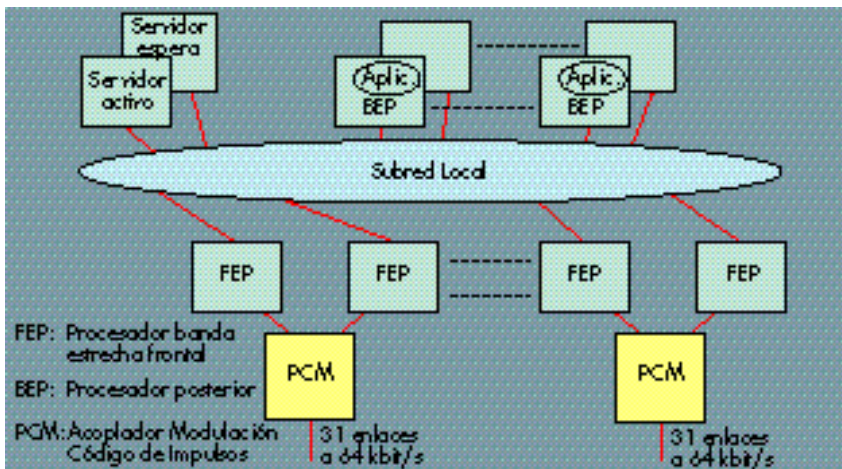 Servidor
espera
Servidor
activo
Aplic.
BEP
Aplic.
BEP
Subred Local
FEP
FEP
FEP
FEP
FEP: Procesador banda
estrecha frontal
PCM
PCM
BEP: Procesador posterior
PCM: Acoplador Modulación
Código de Impulsos
31 enlaces
a 64 kbit/s
31 enlaces
a 64 kbit/s